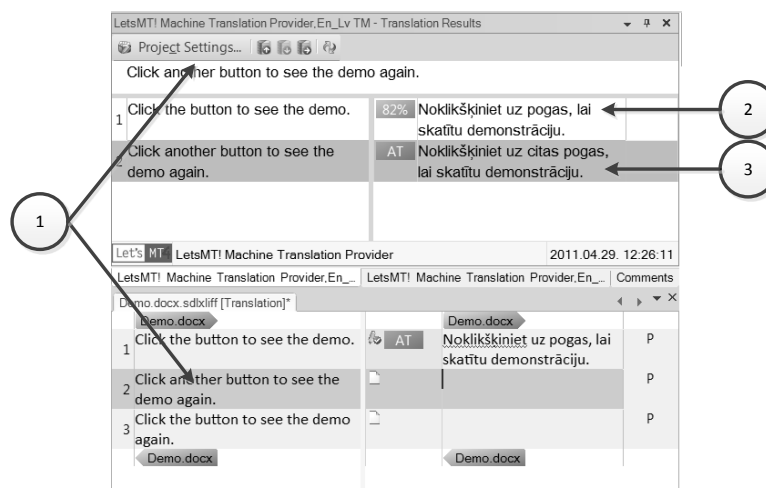 LetsMT! Machine Translation Provider,En_Lv TM - Translation Results
Project Settings...
Click another button to see the demo again.
1 Click the button to see the demo. 82% Noklikšķiniet uz pogas, lai
skatītu demonstrāciju.
2 Click another button to see the AT Noklikšķiniet uz citas pogas,
demo again. lai skatītu demonstrāciju.
2
3
1
Let's MT! LetsMT! Machine Translation Provider 2011.04.29. 12:26:11
LetsMT! Machine Translation Provider,En_... LetsMT! Machine Translation Provider,En_... Comments
Demo.docx.sdlxliff [Translation]*
Demo.docx Demo.docx
1 Click the button to see the demo. AT Noklikšķiniet uz pogas, lai P
skatītu demonstrāciju.
2 Click another button to see the P
demo again.
3 Click the button to see the demo P
again.
Demo.docx Demo.docx